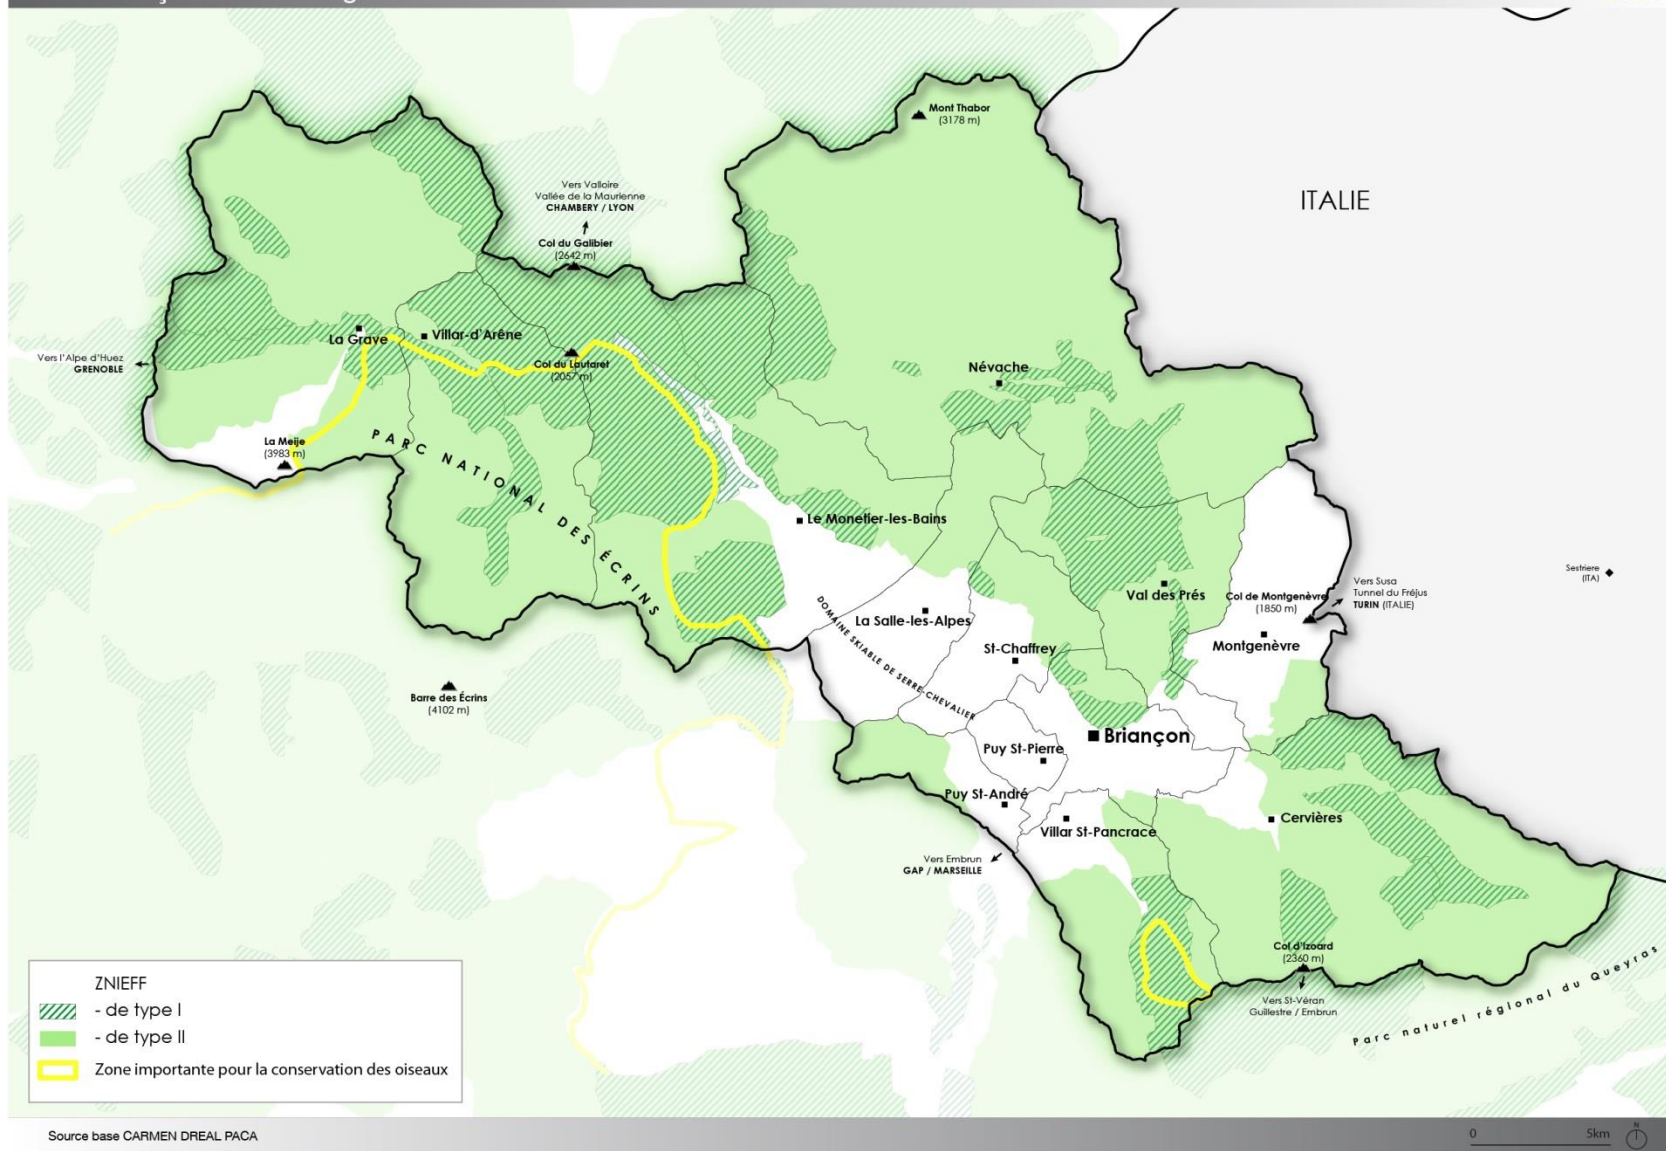 Mont Thabor
(3178 m)
ITALIE
Vers Valloire
Vallée de la Maurienne
CHAMBERY / LYON
Col du Galibier
(2642 m)
La Grave
Villar-d'Arêne
Col du Lautaret
(2057 m)
Vers l'Alpe d'Huez
GRENOBLE
Névache
La Meije
(3983 m)
PARC NATIONAL DES ÉCRINS
Le Monetier-les-Bains
Sestriere
(ITA)
Val des Prés
Col de Montgenèvre
(1850 m)
Vers Susa
Tunnel du Fréjus
TURIN (ITALIE)
La Salle-les-Alpes
DOMAINE SKIABLE DE SERRE-CHEVALIER
St-Chaffrey
Montgenèvre
Barre des Écrins
(4102 m)
Briançon
Puy St-Pierre
Puy St-André
Villar St-Pancrace
Cervières
Vers Embrun
GAP / MARSEILLE
Col d'Izoard
(2360 m)
Vers St-Véran
Guillestre / Embrun
Parc naturel régional du Queyras
ZNIEFF
- de type I
- de type II
Zone importante pour la conservation des oiseaux
Source base CARMEN DREAL PACA
0 5km
N